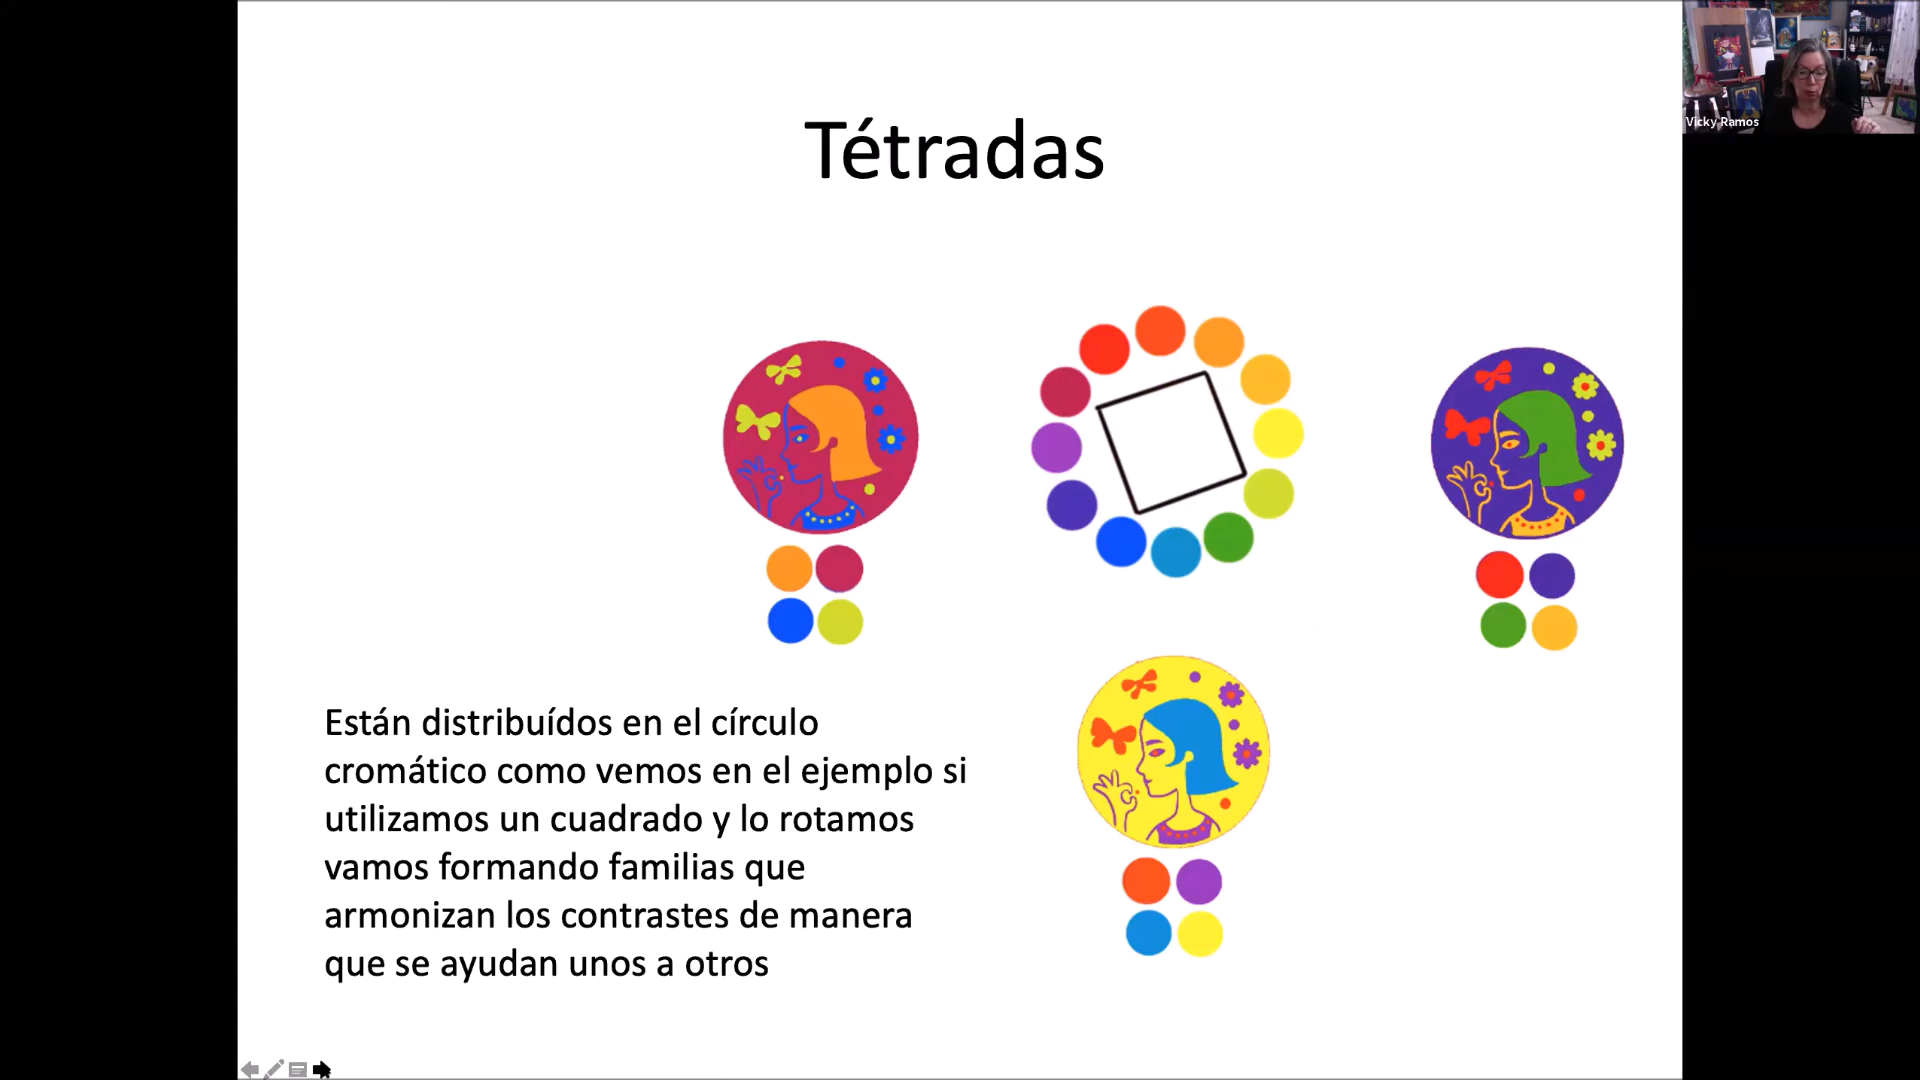 Vicky Ramos
Tétradas
Están distribuídos en el círculo
cromático como vemos en el ejemplo si
utilizamos un cuadrado y lo rotamos
vamos formando familias que
armonizan los contrastes de manera
que se ayudan unos a otros